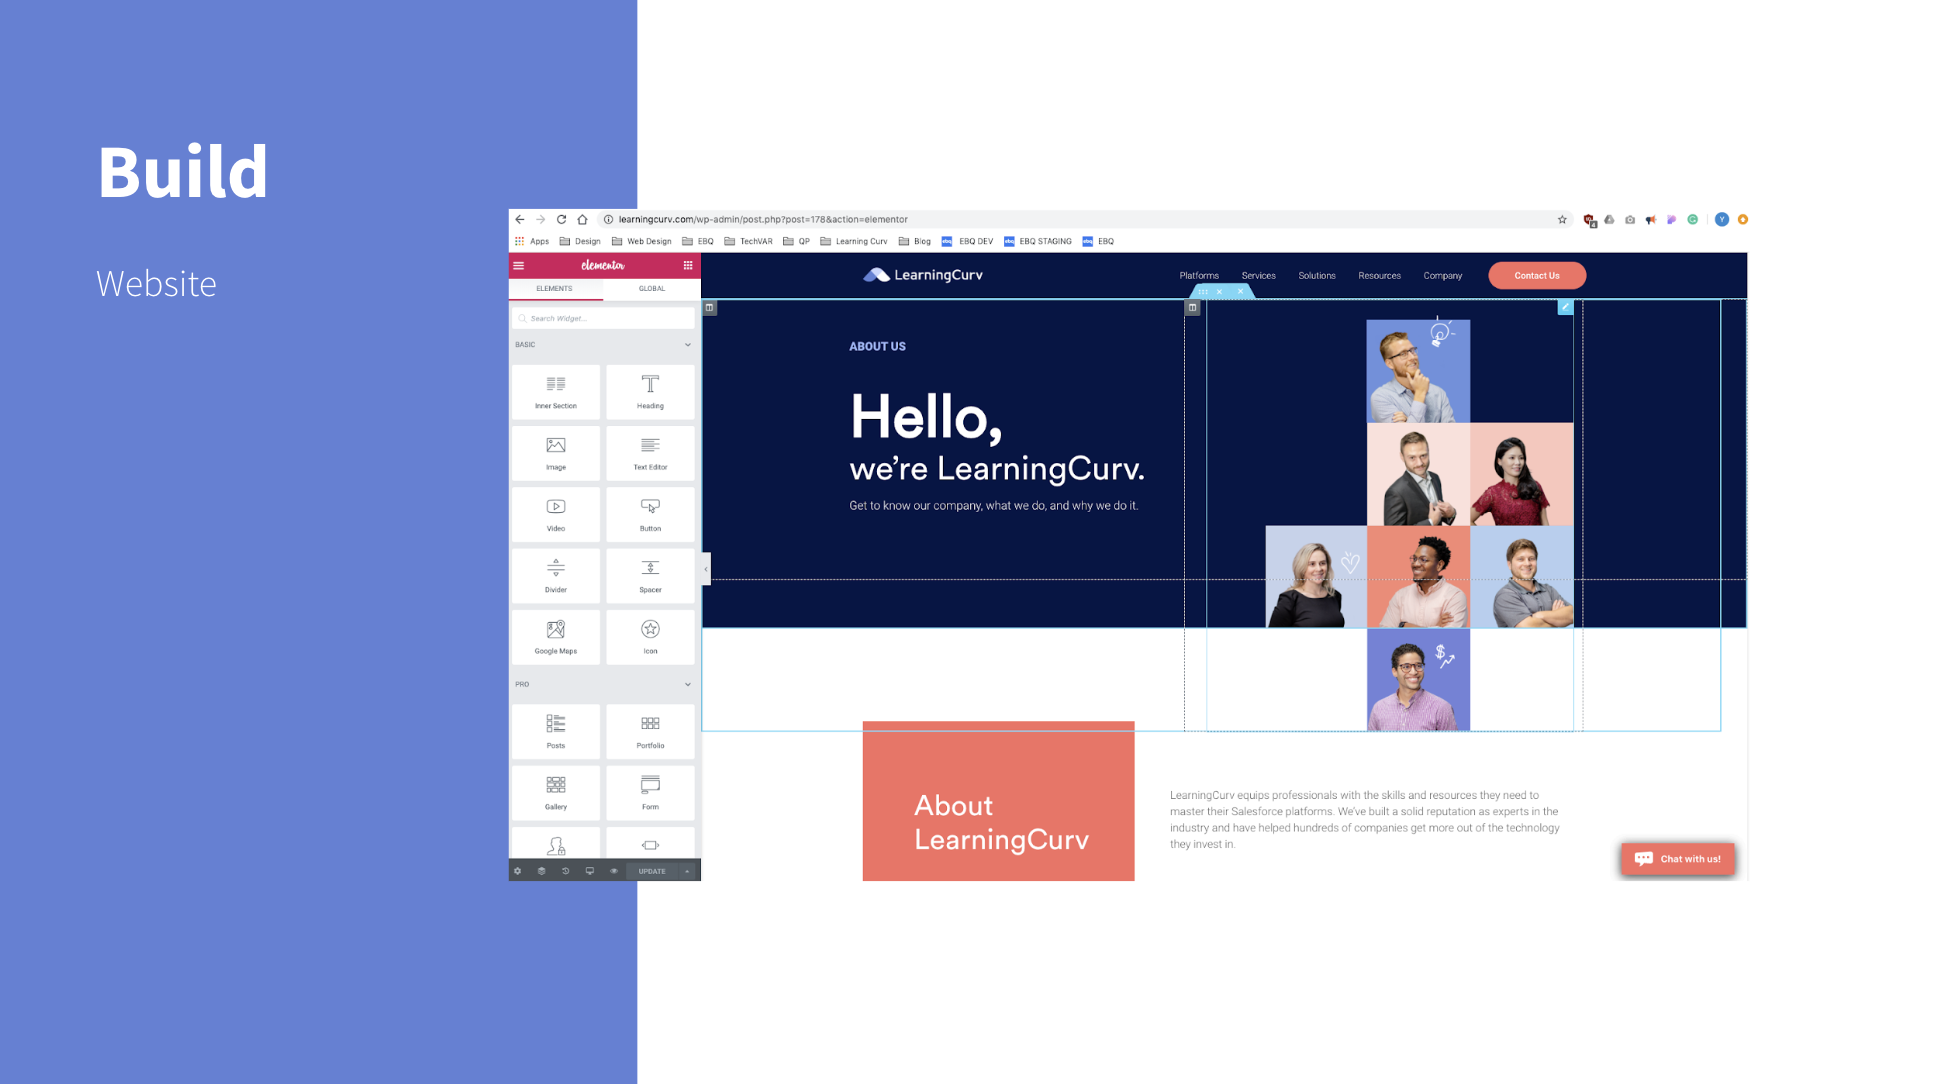 Build
Website
learningcurv.com/wp-admin/post.php?post=178&action=elementor
Apps Design Web Design EBQ TechVAR QP Learning Curv Blog ebq EBQ DEV ebq EBQ STAGING ebq EBQ
elementor
ELEMENTS GLOBAL
Search Widget...
BASIC
Inner Section Heading
Image Text Editor
Video Button
Divider Spacer
Google Maps Icon
PRO
Posts Portfolio
Gallery Form
UPDATE
LearningCurv
Platforms Services Solutions Resources Company Contact Us
ABOUT US
Hello,
we’re LearningCurv.
Get to know our company, what we do, and why we do it.
About
LearningCurv
LearningCurv equips professionals with the skills and resources they need to
master their Salesforce platforms. We’ve built a solid reputation as experts in the
industry and have helped hundreds of companies get more out of the technology
they invest in.
Chat with us!